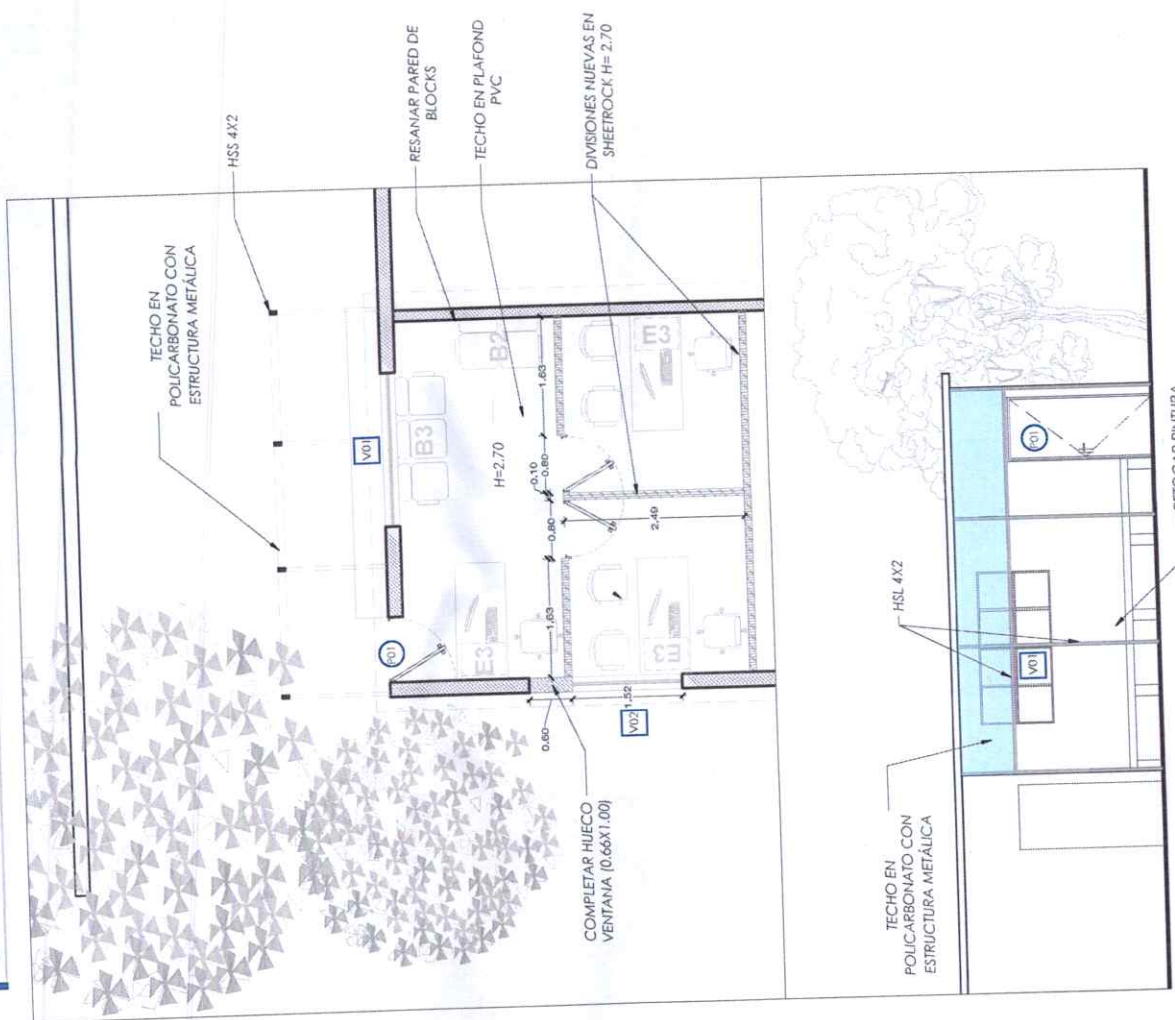 HSS 4X2
TECHO EN
POLICARBONATO CON
ESTRUCTURA METÁLICA
RESANAR PARED DE
BLOCKS
TECHO EN PLAFOND
PVC
DIVISIONES NUEVAS EN
SHEETROCK H= 2.70
V01
B3
B2
H=2.70
P01
E3
1,63
0,80
0,10
0,80
1,63
E3
E3
2,49
0,60
1,52
V02
COMPLETAR HUECO
VENTANA (0.66X1.00)
TECHO EN
POLICARBONATO CON
ESTRUCTURA METÁLICA
HSL 4X2
V01
P01
RETOCAR PINTURA